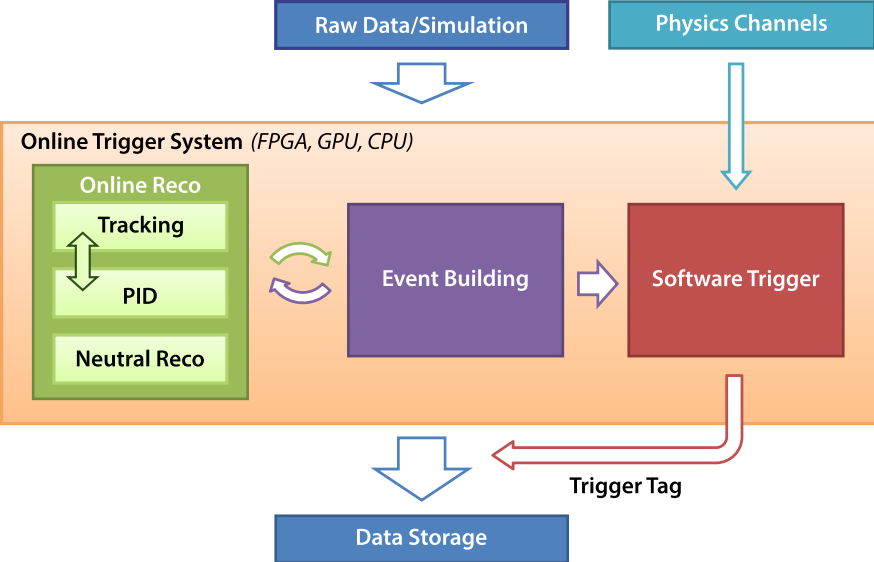 Raw Data/Simulation
Physics Channels
Online Trigger System (FPGA, GPU, CPU)
Online Reco
Tracking
PID
Neutral Reco
Event Building
Software Trigger
Trigger Tag
Data Storage